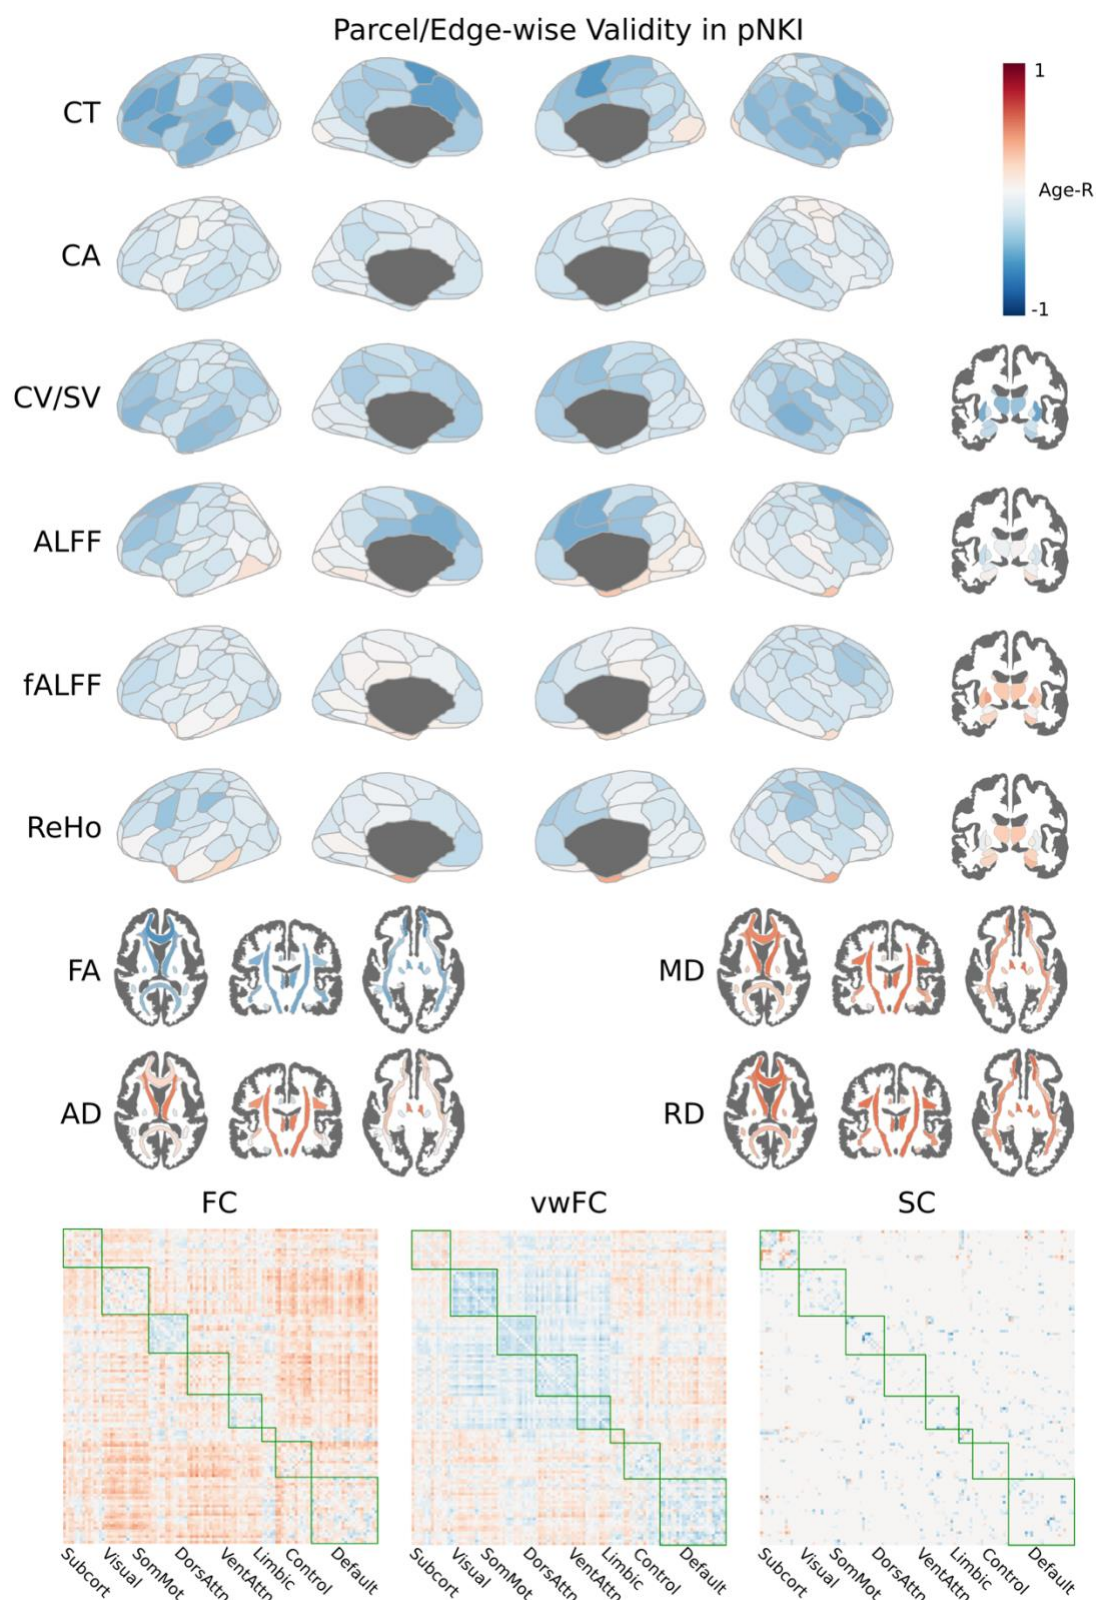 Parcel/Edge-wise Validity in pNKI
CT
1
Age-R
-1
CA
CV/SV
ALFF
fALFF
ReHo
FA
MD
AD
RD
FC
vwFC
SC
Subcort
Visual
SomMot
DorsAttn
VentAttn
Limbic
Control
Default
Subcort
Visual
SomMot
DorsAttn
VentAttn
Limbic
Control
Default
Subcort
Visual
SomMot
DorsAttn
VentAttn
Limbic
Control
Default